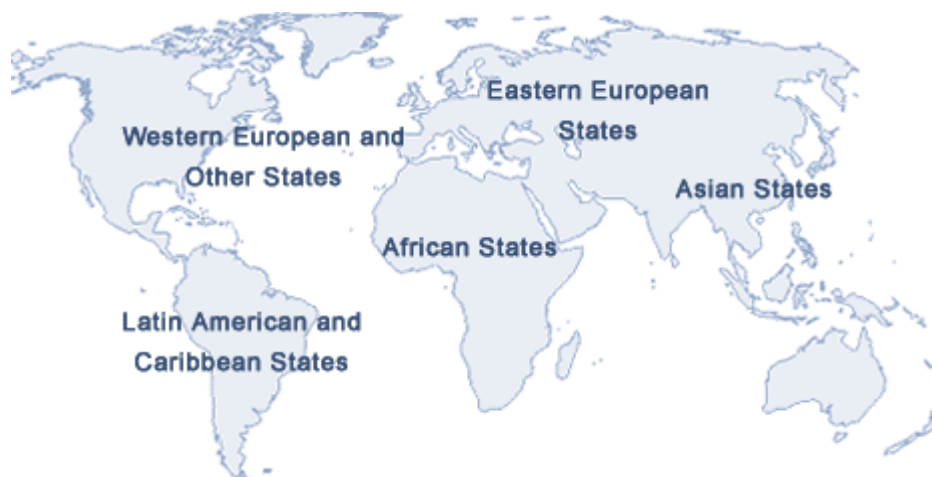 Eastern European
States
Western European and
Other States
Asian States
African States
Latin American and
Caribbean States